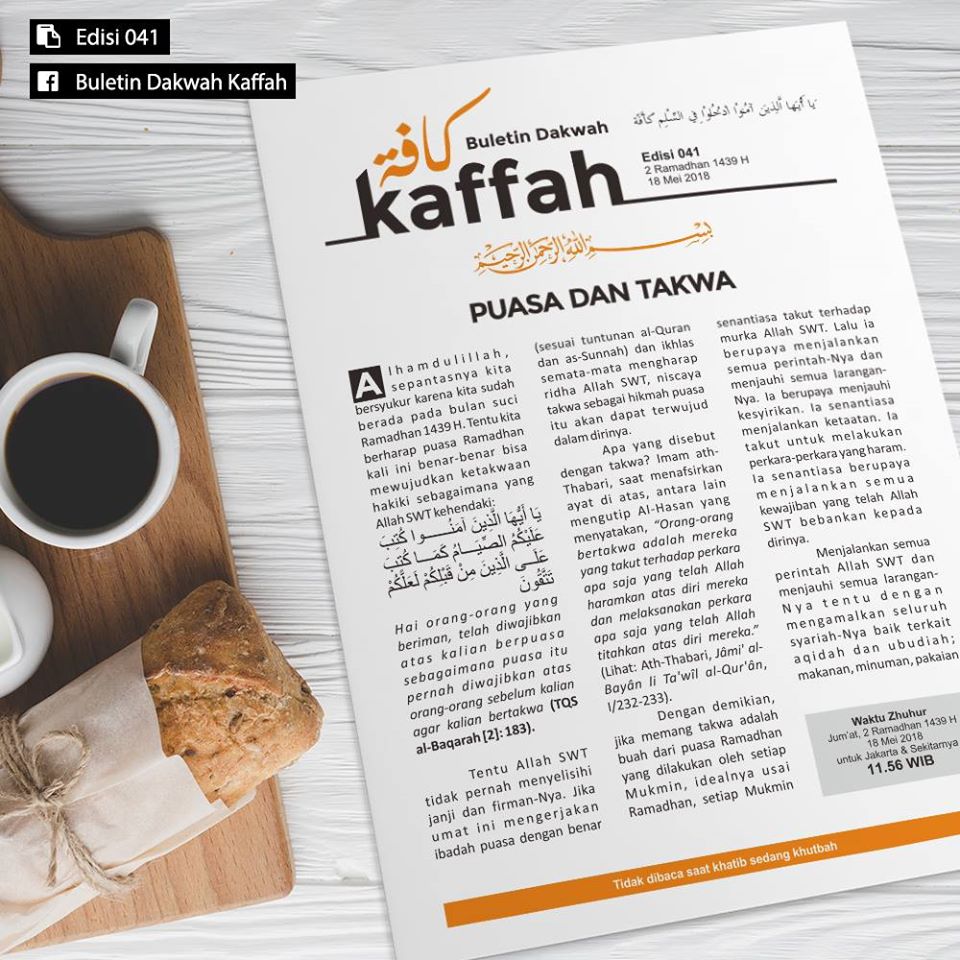 Edisi 041
Buletin Dakwah Kaffah
كافة
Buletin Dakwah
kaffah
يَا أَيُّهَا الَّذِينَ آمَنُوا ادْخُلُوا فِي السِّلْمِ كَافَّةً
Edisi 041
2 Ramadhan 1439 H
18 Mei 2018
بسم الله الرحمن الرحيم
PUASA DAN TAKWA
Alhamdulillah,
sepantasnya kita
bersyukur karena kita sudah
berada pada bulan suci
Ramadhan 1439 H. Tentu kita
berharap puasa Ramadhan
kali ini benar-benar bisa
mewujudkan ketakwaan
hakiki sebagaimana yang
Allah SWT kehendaki:
يَا أَيُّهَا الَّذِينَ آمَنُوا كُتِبَ
عَلَيْكُمُ الصِّيَامُ كَمَا كُتِبَ
عَلَى الَّذِينَ مِنْ قَبْلِكُمْ لَعَلَّكُمْ
تَتَّقُونَ
Hai orang-orang yang
beriman, telah diwajibkan
atas kalian berpuasa
sebagaimana puasa itu
pernah diwajibkan atas
orang-orang sebelum kalian
agar kalian bertakwa (TQS
al-Baqarah [2]: 183).
Tentu Allah SWT
tidak pernah menyelisihi
janji dan firman-Nya. Jika
umat ini mengerjakan
ibadah puasa dengan benar
(sesuai tuntunan al-Quran
dan as-Sunnah) dan ikhlas
semata-mata mengharap
ridha Allah SWT, niscaya
takwa sebagai hikmah puasa
itu akan dapat terwujud
dalam dirinya.
Apa yang disebut
dengan takwa? Imam ath-
Thabari, saat menafsirkan
ayat di atas, antara lain
mengutip Al-Hasan yang
menyatakan, “Orang-orang
bertakwa adalah mereka
yang takut terhadap perkara
apa saja yang telah Allah
haramkan atas diri mereka
dan melaksanakan perkara
apa saja yang telah Allah
titahkan atas diri mereka.”
(Lihat: Ath-Thabari, Jâmi' al-
Bayân li Ta'wîl al-Qur'ân,
I/232-233).
Dengan demikian,
jika memang takwa adalah
buah dari puasa Ramadhan
yang dilakukan oleh setiap
Mukmin, idealnya usai
Ramadhan, setiap Mukmin
senantiasa takut terhadap
murka Allah SWT. Lalu ia
berupaya menjalankan
semua perintah-Nya dan
menjauhi semua larangan-
Nya. Ia berupaya menjauhi
kesyirikan. Ia senantiasa
menjalankan ketaatan. Ia
takut untuk melakukan
perkara-perkara yang haram.
Ia senantiasa berupaya
menjalankan semua
kewajiban yang telah Allah
SWT bebankan kepada
dirinya.
Menjalankan semua
perintah Allah SWT dan
menjauhi semua larangan-
Nya tentu dengan
mengamalkan seluruh
syariah-Nya baik terkait
aqidah dan ubudiah;
makanan, minuman, pakaian
Waktu Zhuhur
Jum'at, 2 Ramadhan 1439 H
18 Mei 2018
untuk Jakarta & Sekitarnya
11.56 WIB
Tidak dibaca saat khatib sedang khutbah